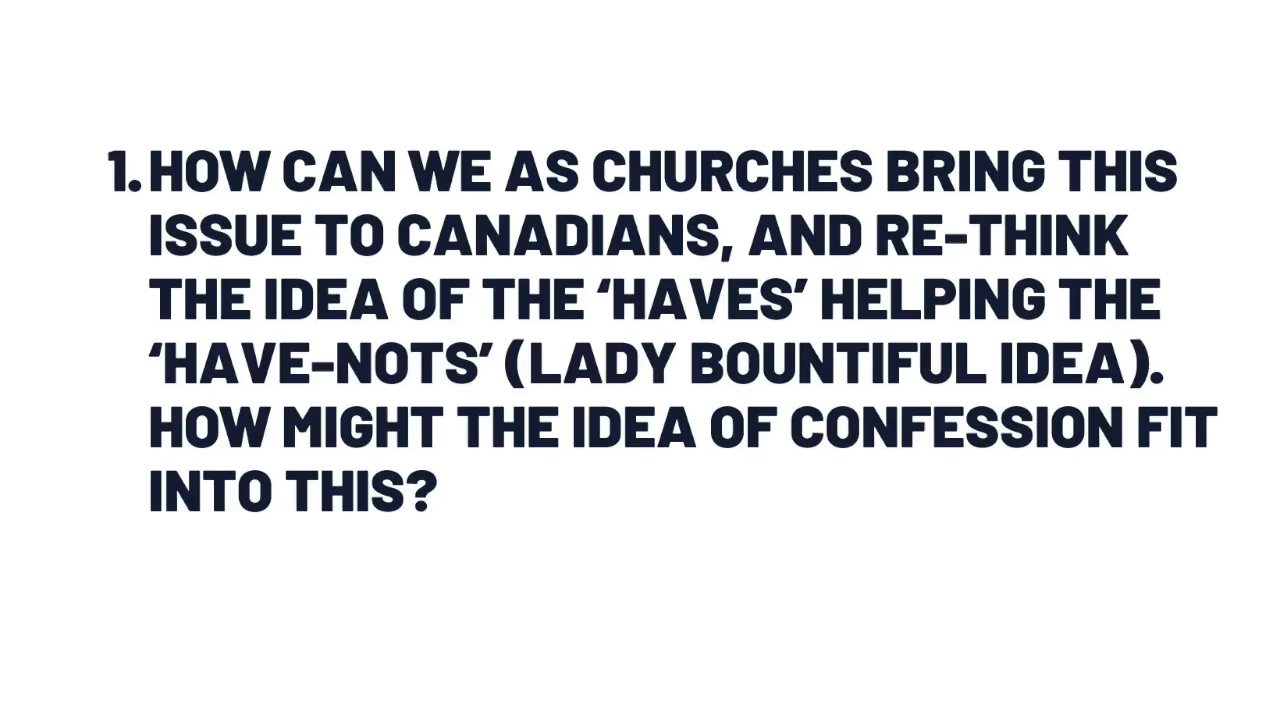 1. HOW CAN WE AS CHURCHES BRING THIS
ISSUE TO CANADIANS, AND RE-THINK
THE IDEA OF THE ‘HAVES’ HELPING THE
‘HAVE-NOTS’ (LADY BOUNTIFUL IDEA).
HOW MIGHT THE IDEA OF CONFESSION FIT
INTO THIS?